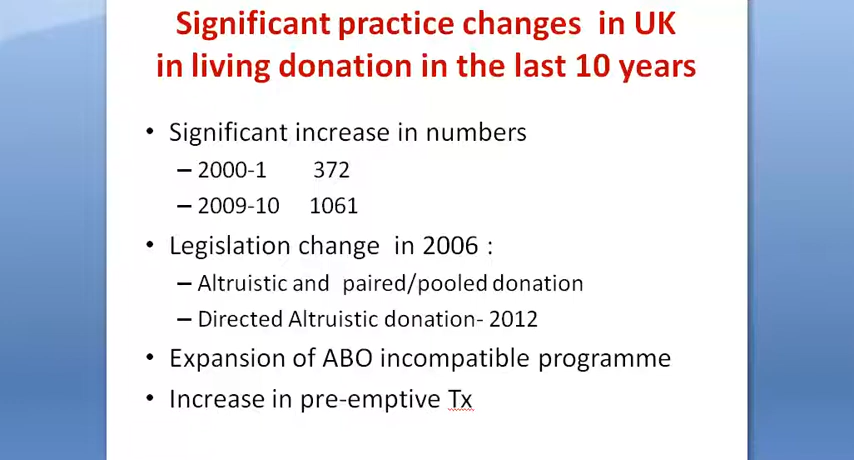 Significant practice changes in UK
in living donation in the last 10 years
• Significant increase in numbers
– 2000-1 372
– 2009-10 1061
• Legislation change in 2006 :
– Altruistic and paired/pooled donation
– Directed Altruistic donation- 2012
• Expansion of ABO incompatible programme
• Increase in pre-emptive Tx